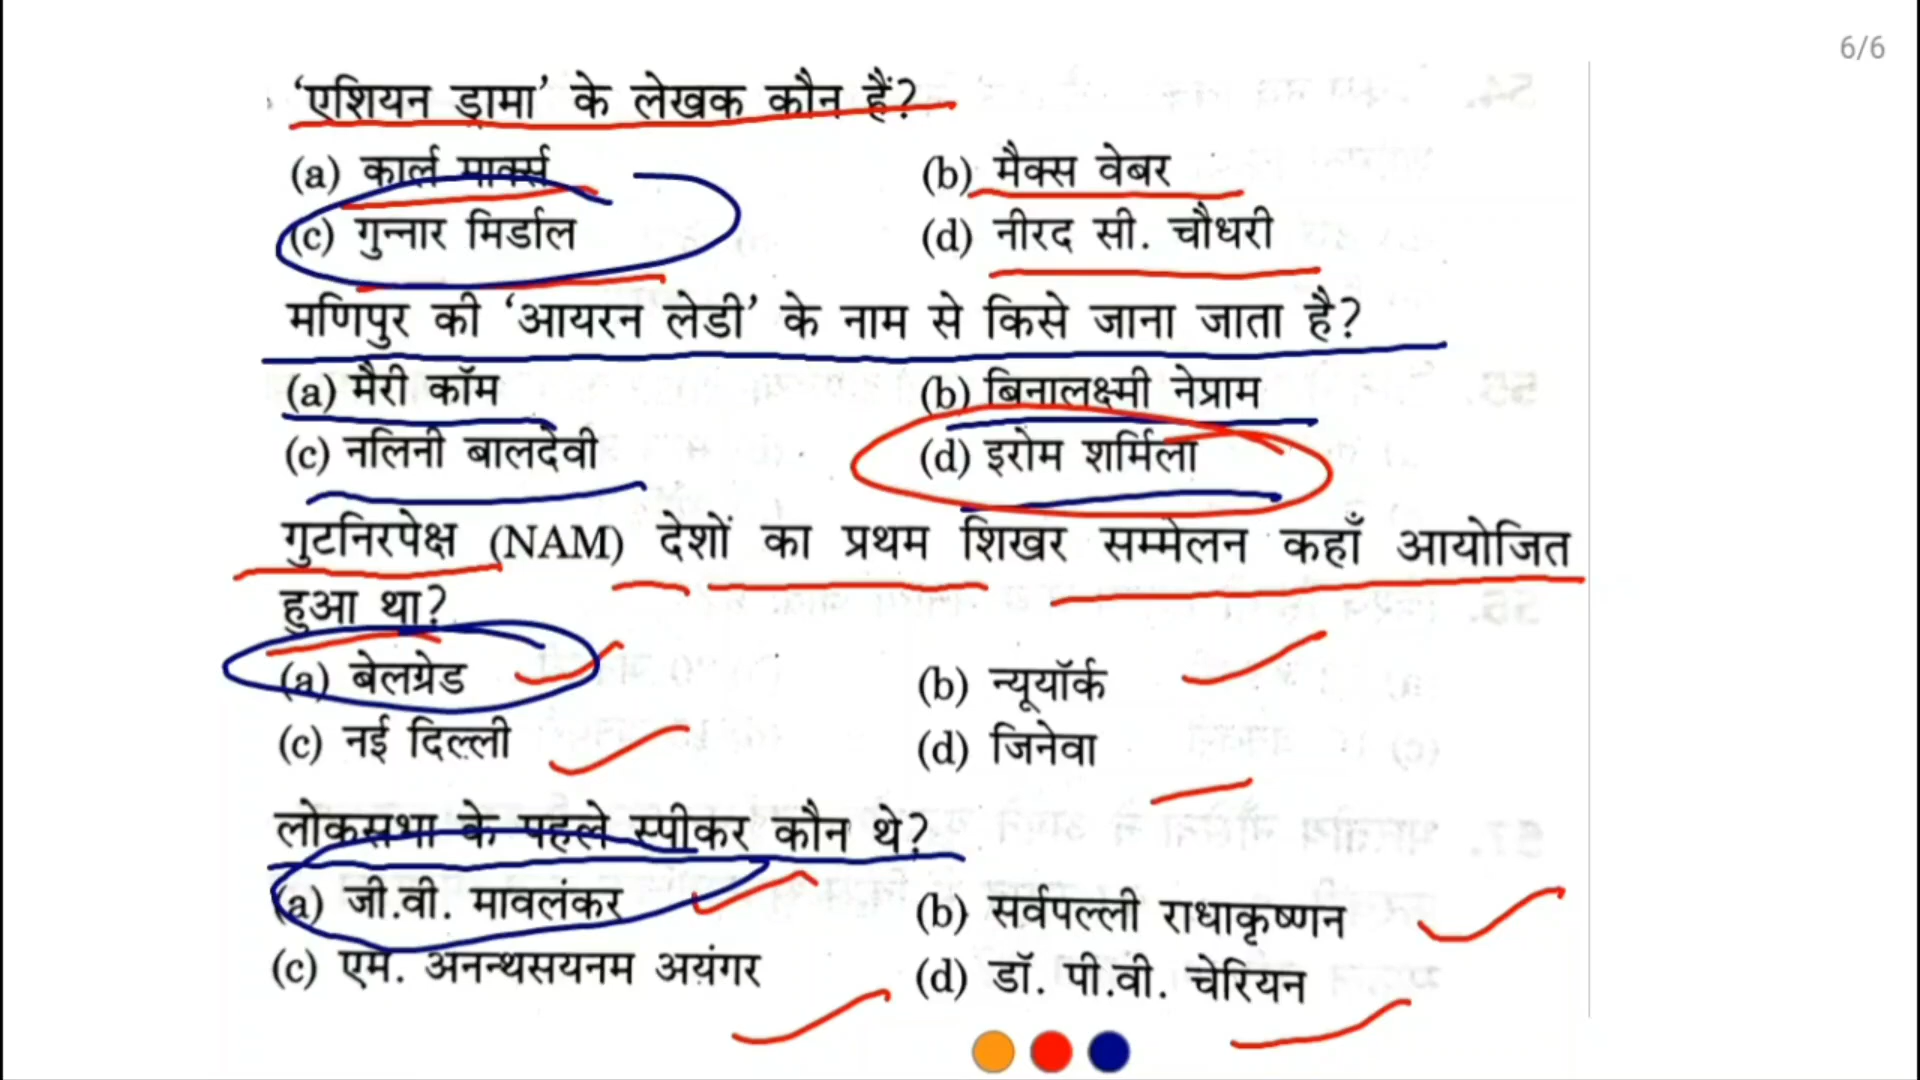 6/6
‘एशियन ड्रामा’ के लेखक कौन हैं?
(a) कार्ल मार्क्स (b) मैक्स वेबर
(c) गुन्नार मिर्डाल (d) नीरद सी. चौधरी
मणिपुर की ‘आयरन लेडी’ के नाम से किसे जाना जाता है?
(a) मैरी कॉम (b) बिनालक्ष्मी नेप्राम
(c) नलिनी बालदेवी (d) इरोम शर्मिला
गुटनिरपेक्ष (NAM) देशों का प्रथम शिखर सम्मेलन कहाँ आयोजित
हुआ था?
(a) बेलग्रेड (b) न्यूयॉर्क
(c) नई दिल्ली (d) जिनेवा
लोकसभा के पहले स्पीकर कौन थे?
(a) जी.वी. मावलंकर (b) सर्वपल्ली राधाकृष्णन
(c) एम. अनन्थसयनम अयंगर (d) डॉ. पी.वी. चेरियन